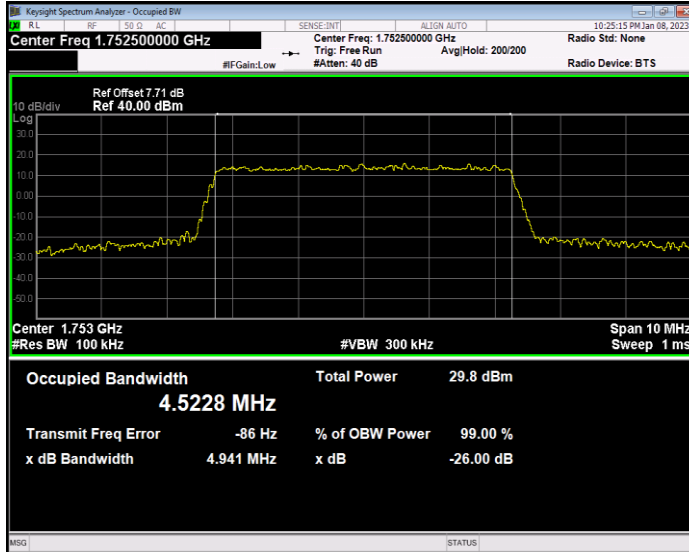 Keysight Spectrum Analyzer - Occupied BW
RL RF 50 Ω AC SENSE:INT ALIGN AUTO 10:25:15 PM Jan 08, 2023
Center Freq 1.752500000 GHz Center Freq: 1.752500000 GHz Radio Std: None
Trig: Free Run Avg|Hold: 200/200
#IFGain:Low #Atten: 40 dB Radio Device: BTS
Ref Offset 7.71 dB
10 dB/div Ref 40.00 dBm
Log
30.0
20.0
10.0
0.00
-10.0
-20.0
-30.0
-40.0
-50.0
Center 1.753 GHz Span 10 MHz
#Res BW 100 kHz #VBW 300 kHz Sweep 1 ms
Occupied Bandwidth Total Power 29.8 dBm
4.5228 MHz
Transmit Freq Error -86 Hz % of OBW Power 99.00 %
x dB Bandwidth 4.941 MHz x dB -26.00 dB
MSG STATUS